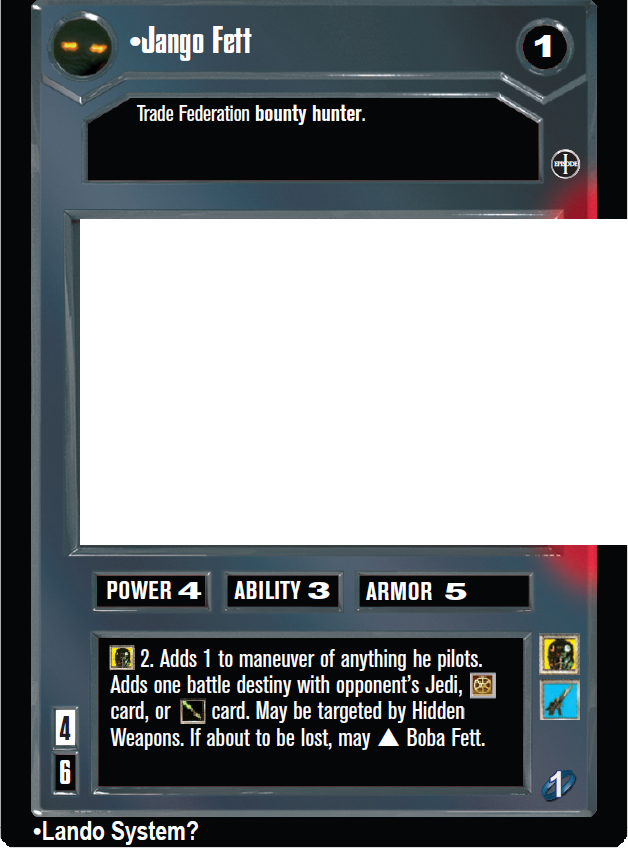 •Jango Fett
1
Trade Federation bounty hunter.
EPISODE I
POWER 4 ABILITY 3 ARMOR 5
2. Adds 1 to maneuver of anything he pilots.
Adds one battle destiny with opponent's Jedi,
card, or card. May be targeted by Hidden
Weapons. If about to be lost, may ▲ Boba Fett.
4
6
1
•Lando System?